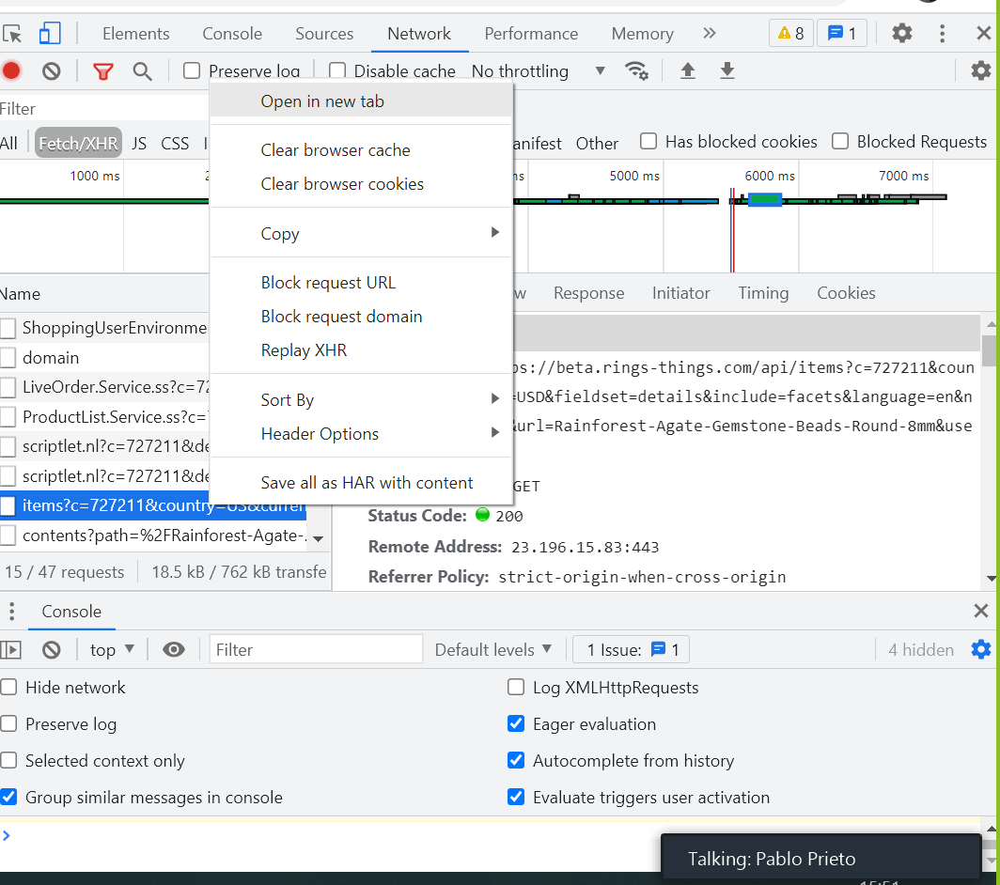 Elements Console Sources Network Performance Memory 8 1
Preserve log Disable cache No throttling
Filter
All Fetch/XHR JS CSS anifest Other Has blocked cookies Blocked Requests
1000 ms 2 ms 5000 ms 6000 ms 7000 ms
Open in new tab
Clear browser cache
Clear browser cookies
Copy
Block request URL
Block request domain
Replay XHR
Sort By
Header Options
Save all as HAR with content
Name
ShoppingUserEnvironme
domain
LiveOrder.Service.ss?c=72
ProductList.Service.ss?c=
scriptlet.nl?c=727211&de
scriptlet.nl?c=727211&de
items?c=727211&country=US&curren
contents?path=%2FRainforest-Agate-
15 / 47 requests 18.5 kB / 762 kB transfe
w Response Initiator Timing Cookies
ps://beta.rings-things.com/api/items?c=727211&coun
=USD&fieldset=details&include=facets&language=en&n
&url=Rainforest-Agate-Gemstone-Beads-Round-8mm&use
GET
Status Code: 200
Remote Address: 23.196.15.83:443
Referrer Policy: strict-origin-when-cross-origin
Console
top Filter Default levels 1 Issue: 1 4 hidden
Hide network Log XMLHttpRequests
Preserve log Eager evaluation
Selected context only Autocomplete from history
Group similar messages in console Evaluate triggers user activation
Talking: Pablo Prieto